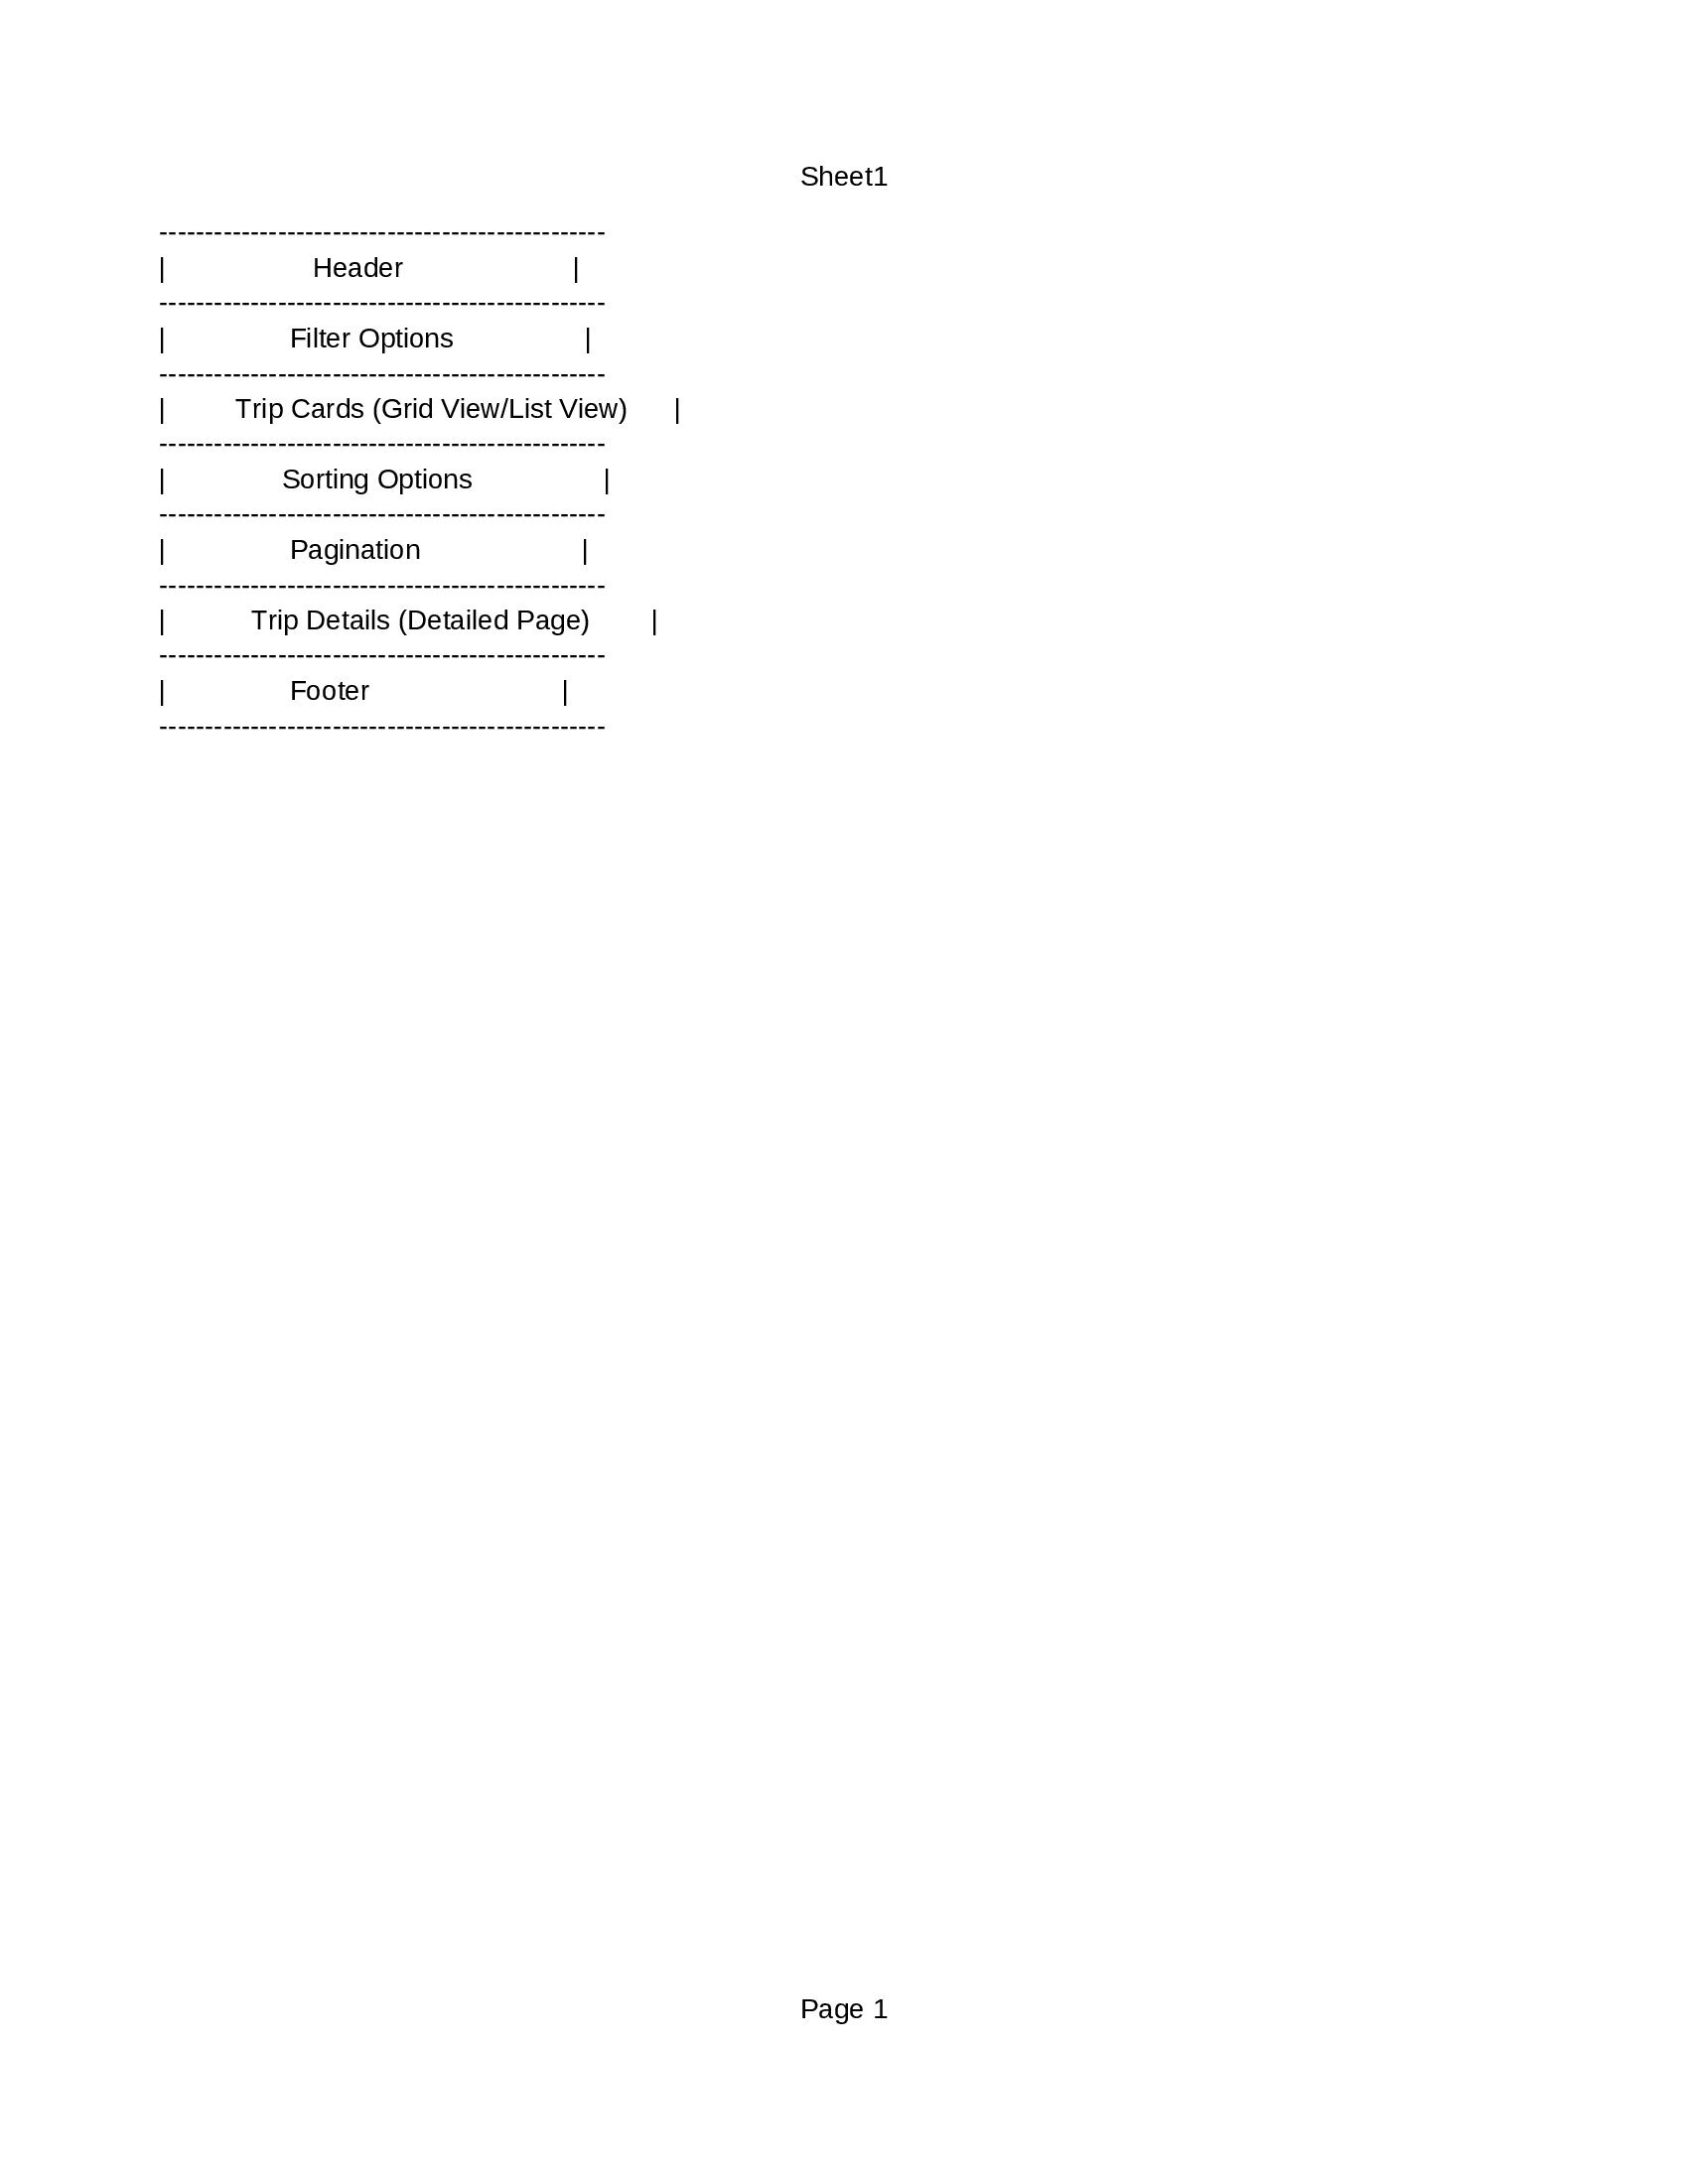 Sheet1
-------------------------------------------------
|                   Header                      |
-------------------------------------------------
|                Filter Options                 |
-------------------------------------------------
|         Trip Cards (Grid View/List View)      |
-------------------------------------------------
|               Sorting Options                 |
-------------------------------------------------
|                Pagination                     |
-------------------------------------------------
|           Trip Details (Detailed Page)        |
-------------------------------------------------
|                Footer                         |
-------------------------------------------------
Page 1